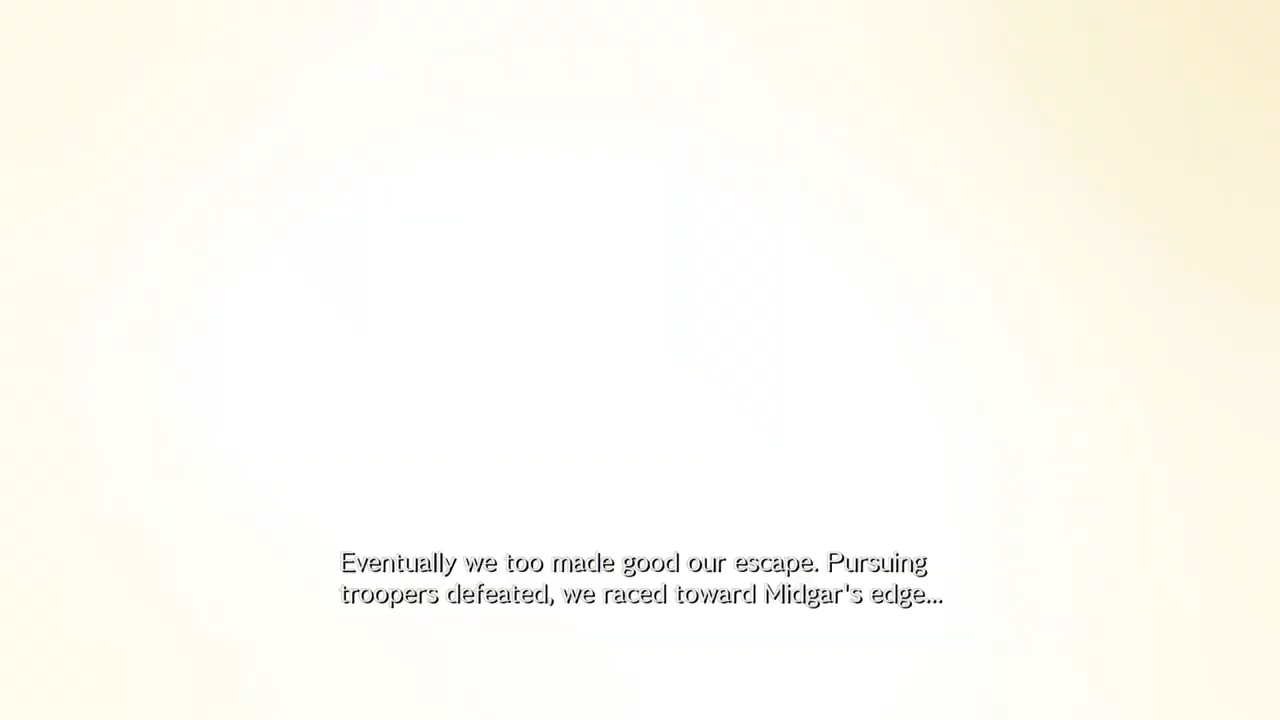 Eventually we too made good our escape. Pursuing
troopers defeated, we raced toward Midgar's edge...